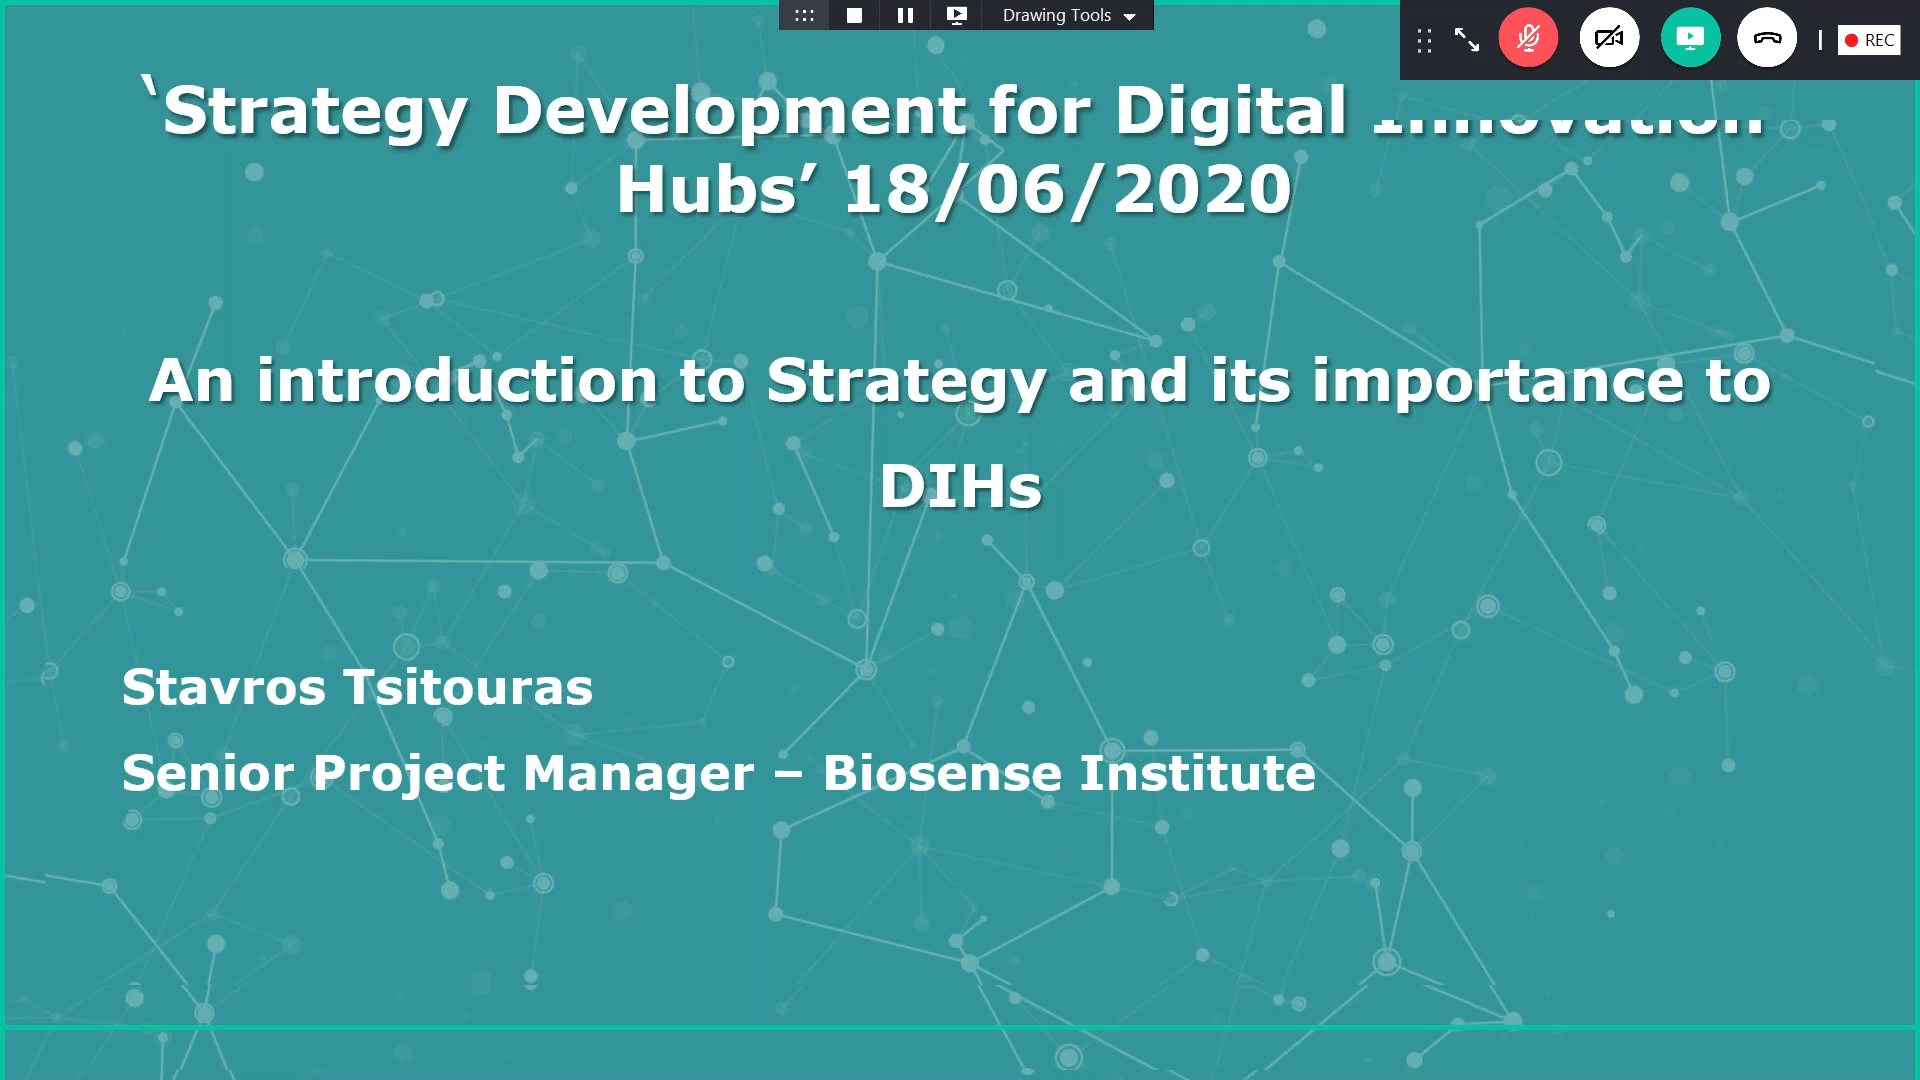 Drawing Tools
REC
‵Strategy Development for Digital Innovation
Hubs’ 18/06/2020
An introduction to Strategy and its importance to
DIHs
Stavros Tsitouras
Senior Project Manager – Biosense Institute